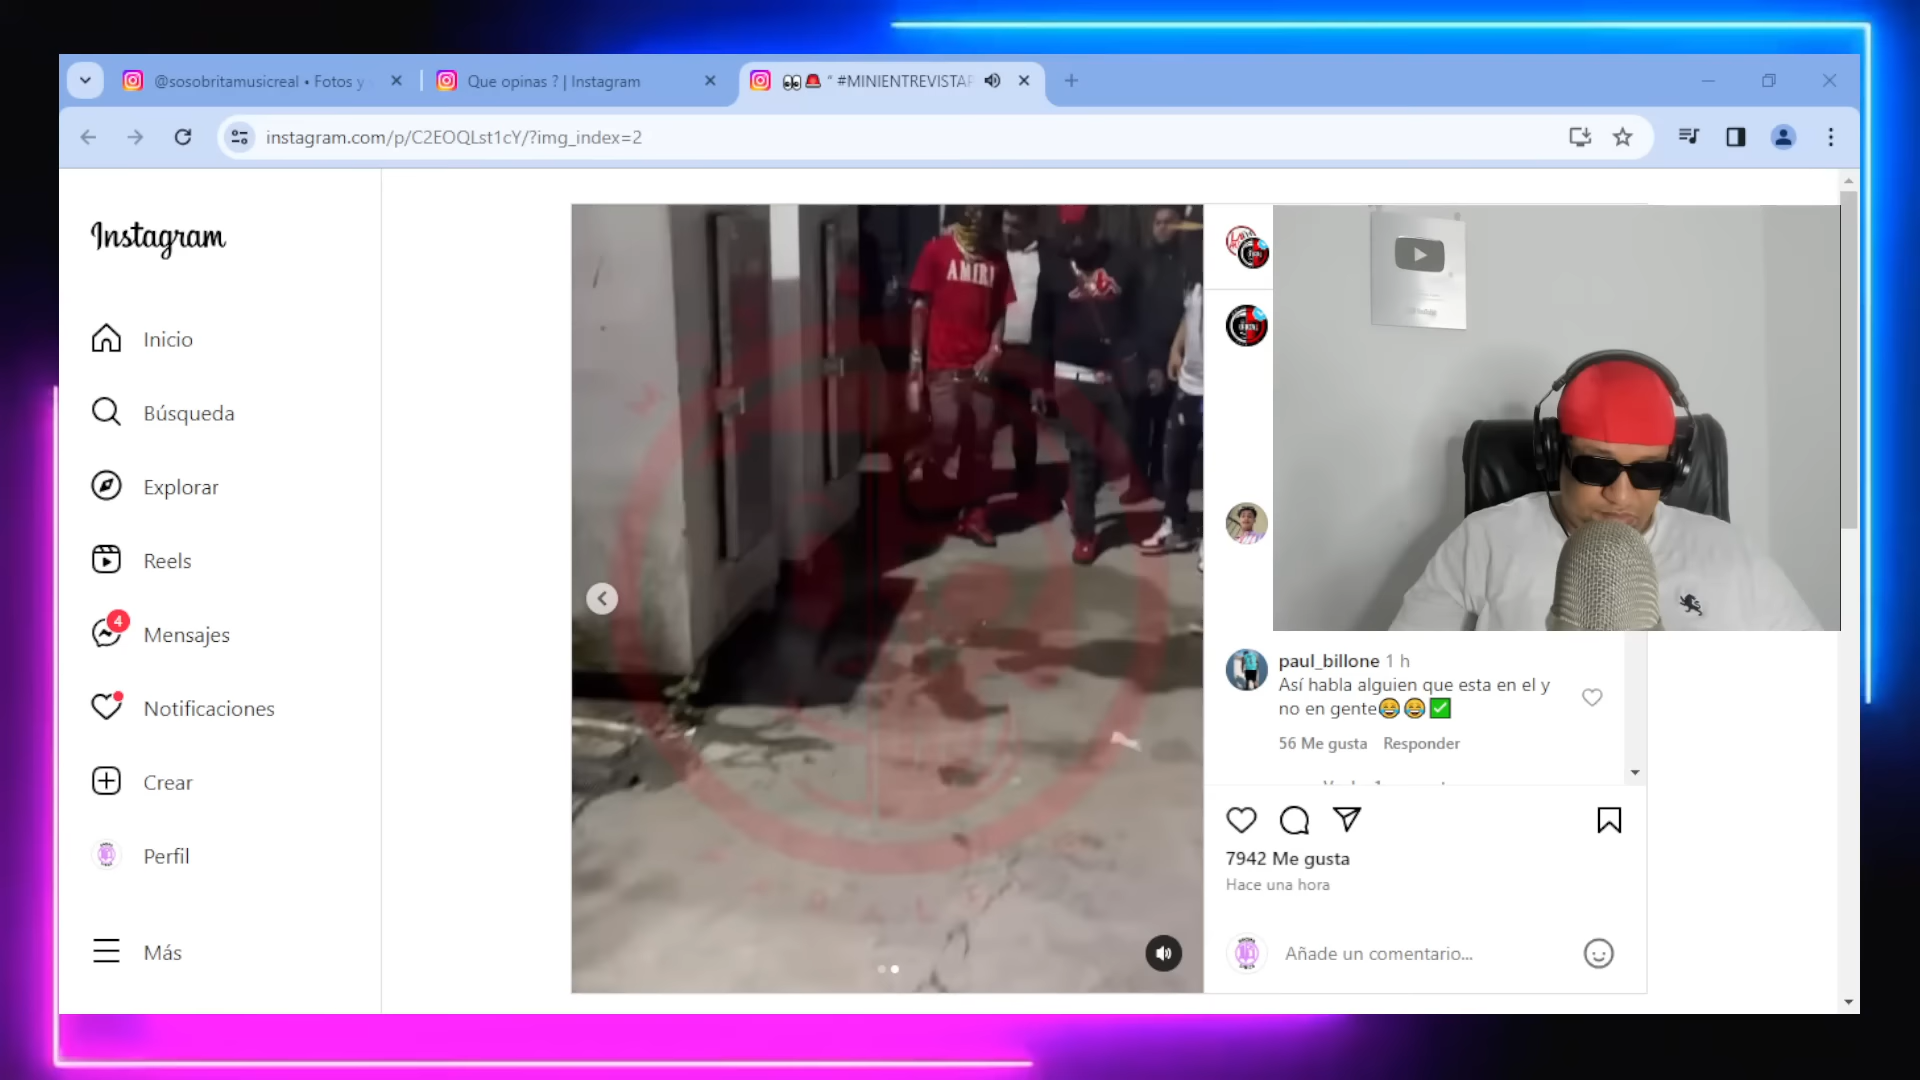 @sosobritamusicreal • Fotos y
Que opinas ? | Instagram
👀🚨 “ #MINIENTREVISTA
instagram.com/p/C2EOQLst1cY/?img_index=2
Instagram
Inicio
Búsqueda
Explorar
Reels
4
Mensajes
Notificaciones
Crear
Perfil
Más
AMIRI
paul_billone 1 h
Así habla alguien que esta en el y
no en gente😂😂✅
56 Me gusta Responder
7942 Me gusta
Hace una hora
Añade un comentario...